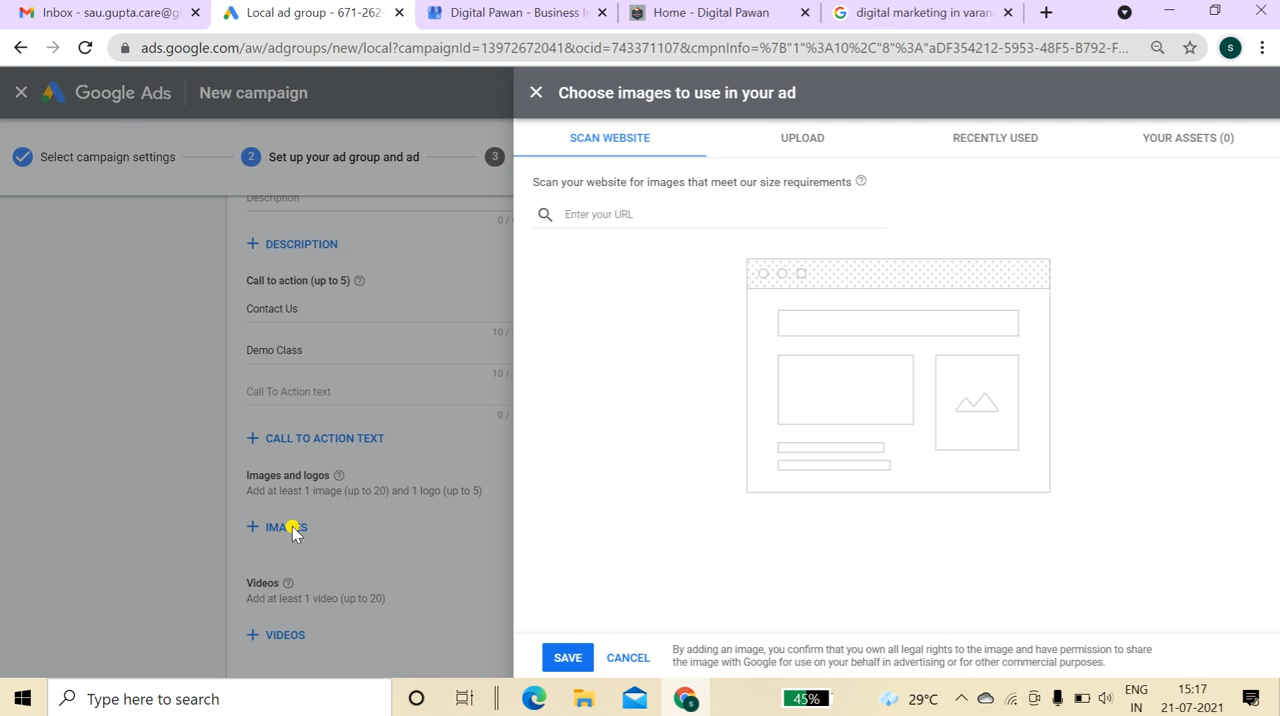 Inbox - sau.gupta.care@g
Local ad group - 671-262-
Digital Pawan - Business I
Home - Digital Pawan
digital marketing in varan
ads.google.com/aw/adgroups/new/local?campaignId=13972672041&ocid=743371107&cmpnInfo=%7B"1"%3A10%2C"8"%3A"aDF354212-5953-48F5-B792-F...
S
Google Ads
New campaign
Choose images to use in your ad
Select campaign settings
2
Set up your ad group and ad
3
SCAN WEBSITE
UPLOAD
RECENTLY USED
YOUR ASSETS (0)
Scan your website for images that meet our size requirements
Enter your URL
Description
0 /
+ DESCRIPTION
Call to action (up to 5)
Contact Us
10 /
Demo Class
10 /
Call To Action text
0 /
+ CALL TO ACTION TEXT
Images and logos
Add at least 1 image (up to 20) and 1 logo (up to 5)
+ IMAGES
Videos
Add at least 1 video (up to 20)
+ VIDEOS
SAVE
CANCEL
By adding an image, you confirm that you own all legal rights to the image and have permission to share
the image with Google for use on your behalf in advertising or for other commercial purposes.
Type here to search
45%
29°C
ENG
IN
15:17
21-07-2021